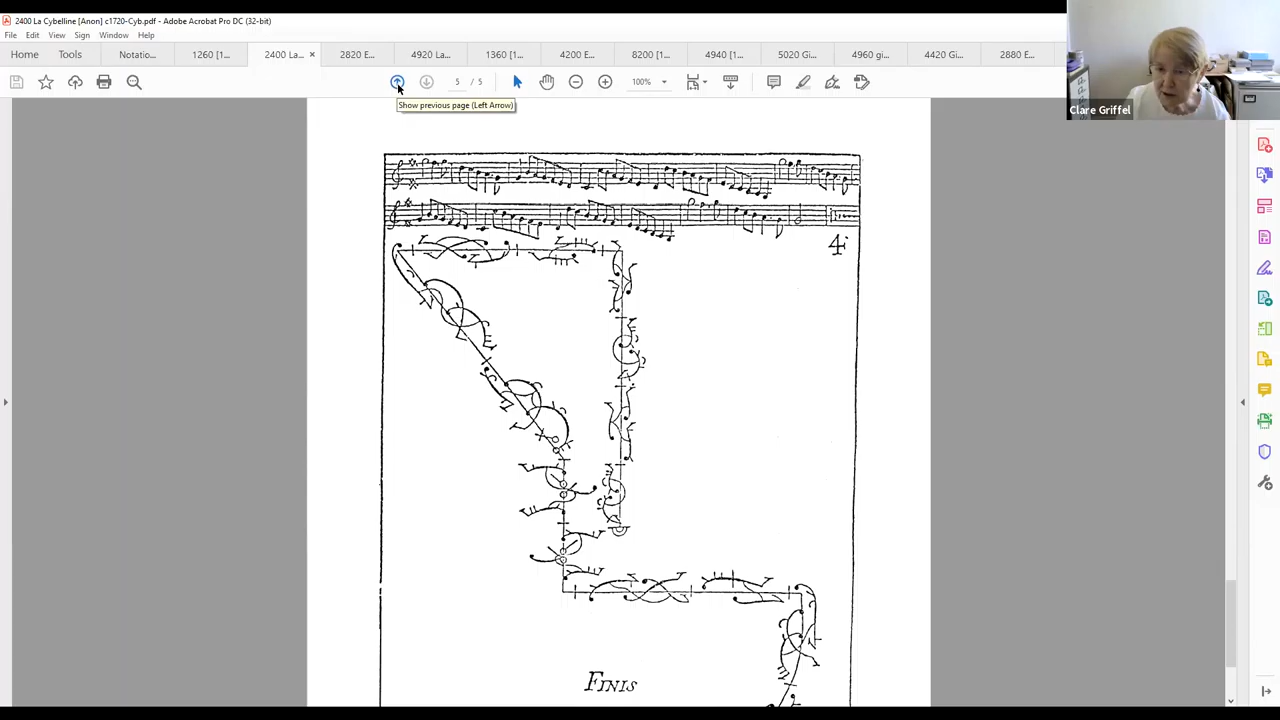 2400 La Cybelline [Anon] c1720-Cyb.pdf - Adobe Acrobat Pro DC (32-bit)
File Edit View Sign Window Help
Home Tools Notatio... 1260 [1... 2400 La... × 2820 E... 4920 La... 1360 [1... 4200 E... 8200 [1... 4940 [1... 5020 Gi... 4960 gi... 4420 Gi... 2880 E...
5 / 5 100%
Show previous page (Left Arrow)
Clare Griffel
4
FINIS